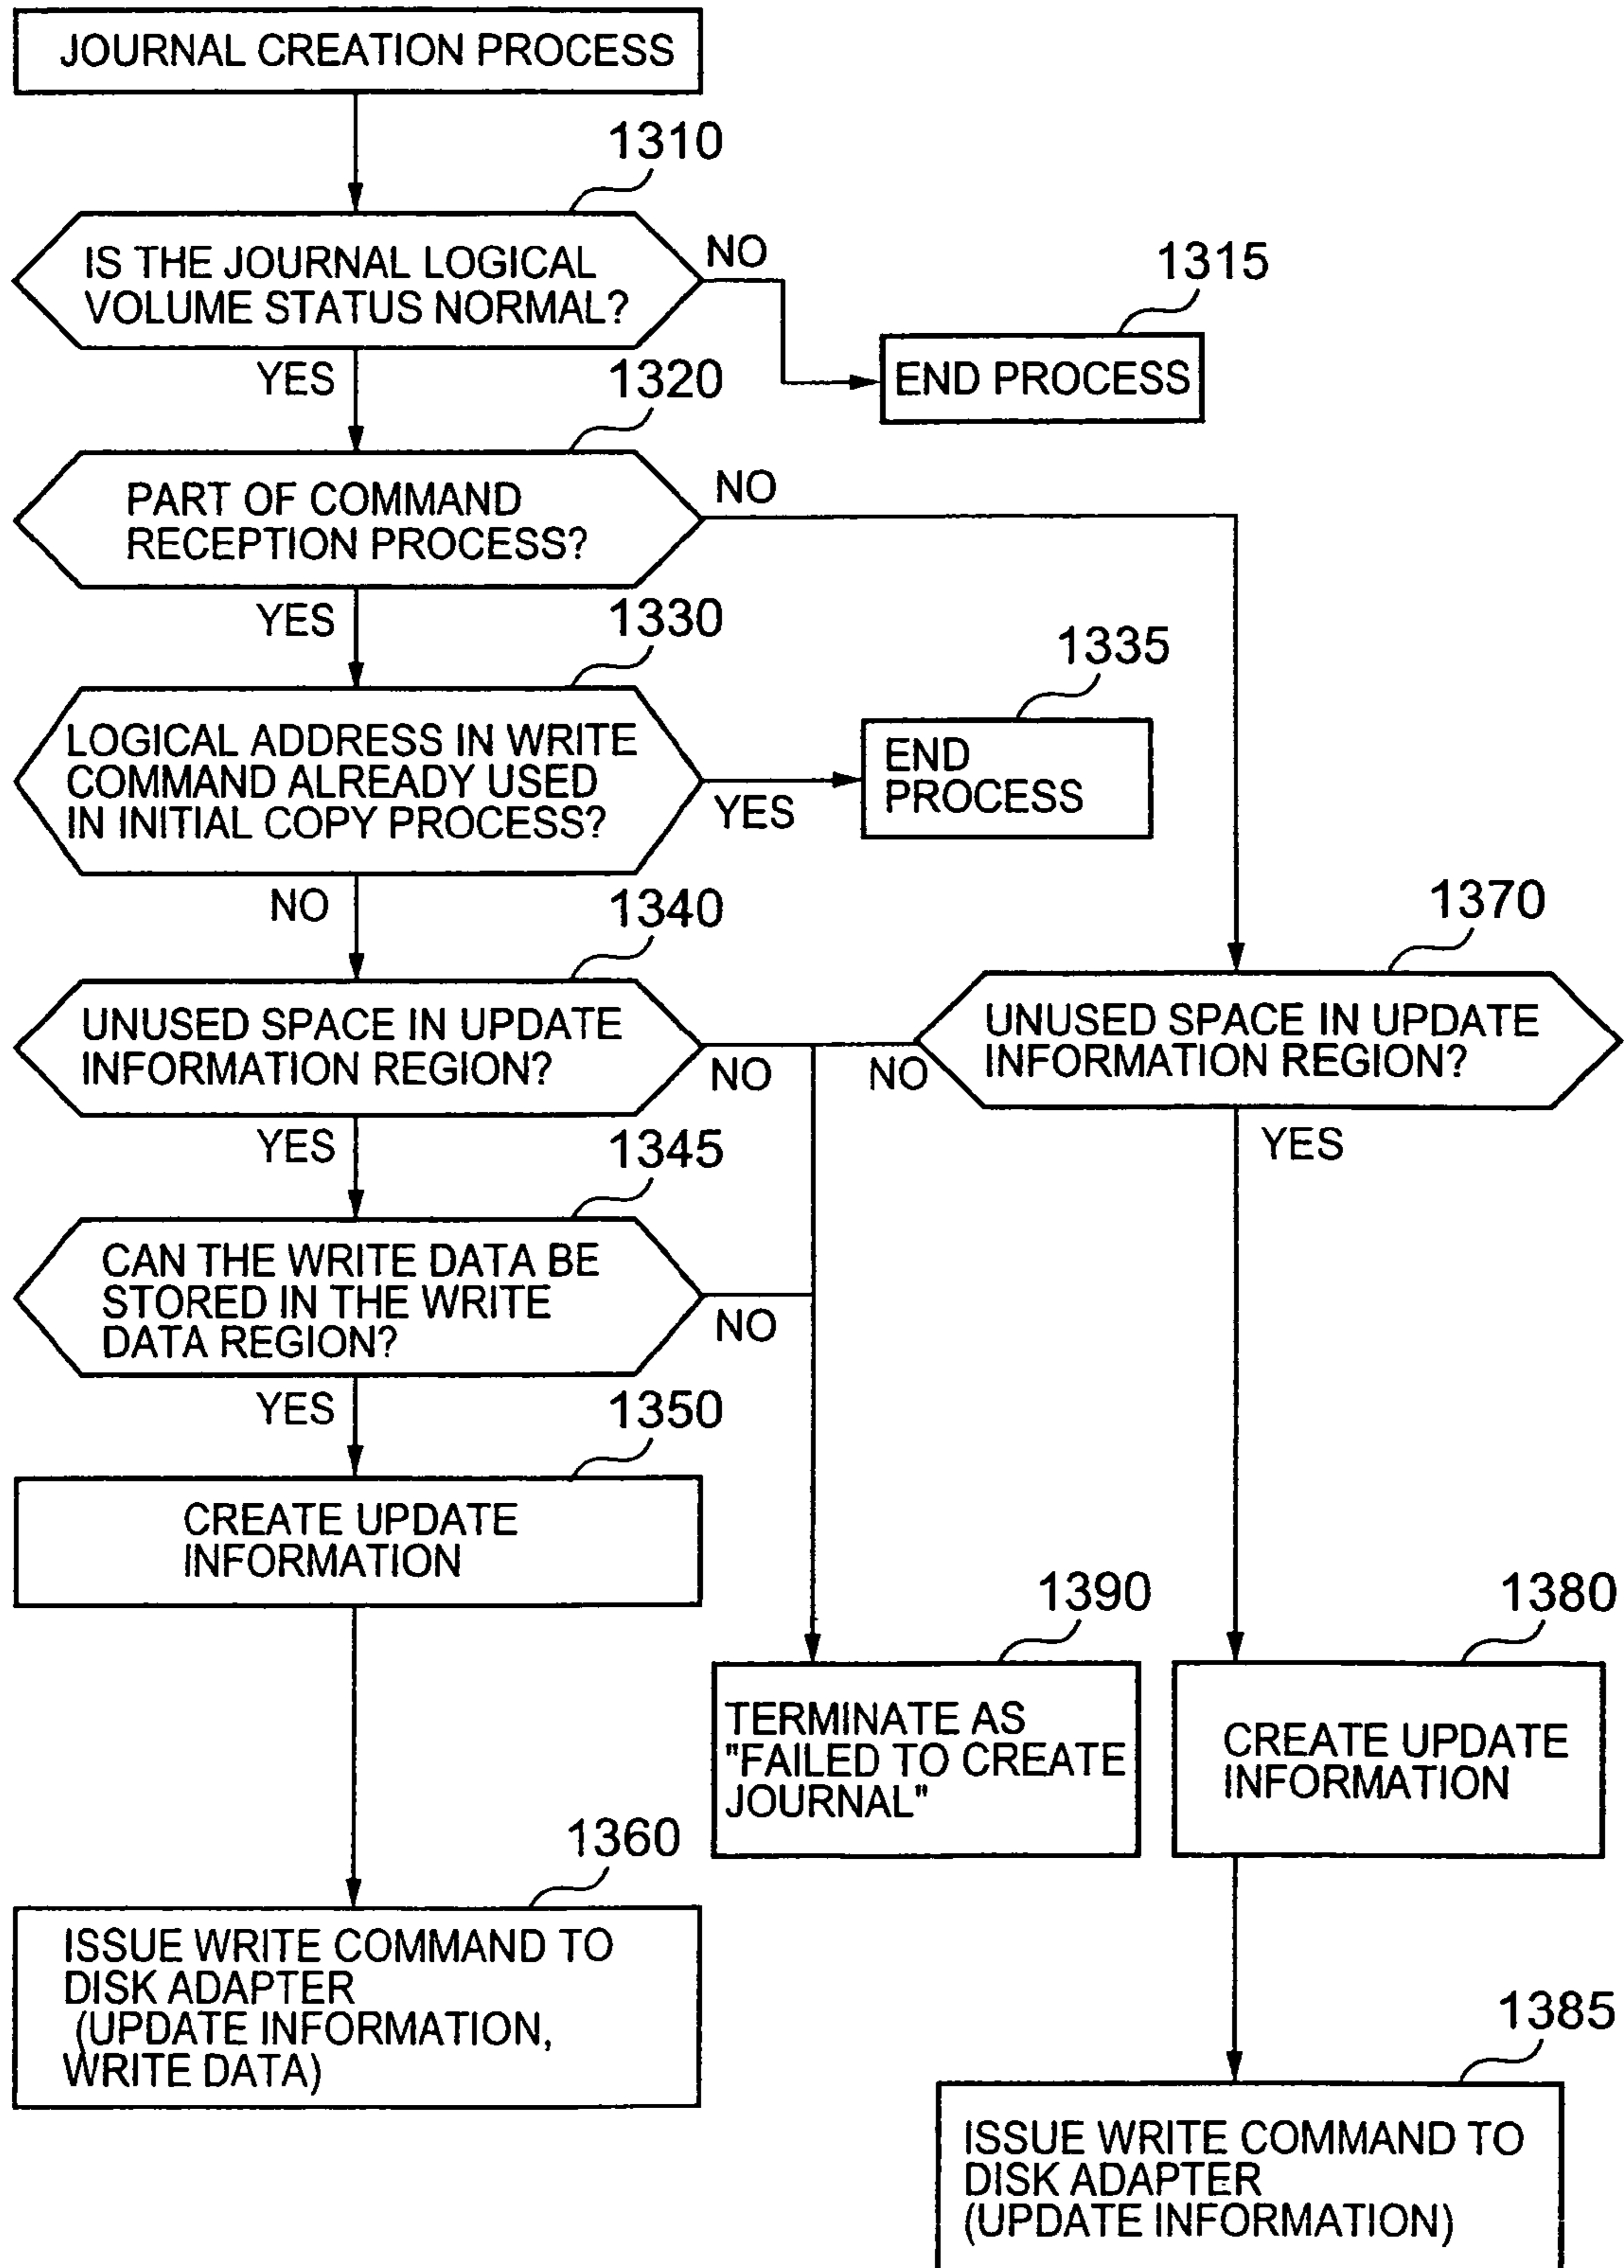 JOURNAL CREATION PROCESS
1310
IS THE JOURNAL LOGICAL
VOLUME STATUS NORMAL?
NO
1315
END PROCESS
YES
1320
PART OF COMMAND
RECEPTION PROCESS?
NO
YES
1330
LOGICAL ADDRESS IN WRITE
COMMAND ALREADY USED
IN INITIAL COPY PROCESS?
YES
1335
END
PROCESS
NO
1340
UNUSED SPACE IN UPDATE
INFORMATION REGION?
NO
1370
UNUSED SPACE IN UPDATE
INFORMATION REGION?
NO
YES
YES
1345
CAN THE WRITE DATA BE
STORED IN THE WRITE
DATA REGION?
NO
YES
1350
CREATE UPDATE
INFORMATION
1390
TERMINATE AS
"FAILED TO CREATE
JOURNAL"
1380
CREATE UPDATE
INFORMATION
1360
ISSUE WRITE COMMAND TO
DISK ADAPTER
(UPDATE INFORMATION,
WRITE DATA)
1385
ISSUE WRITE COMMAND TO
DISK ADAPTER
(UPDATE INFORMATION)